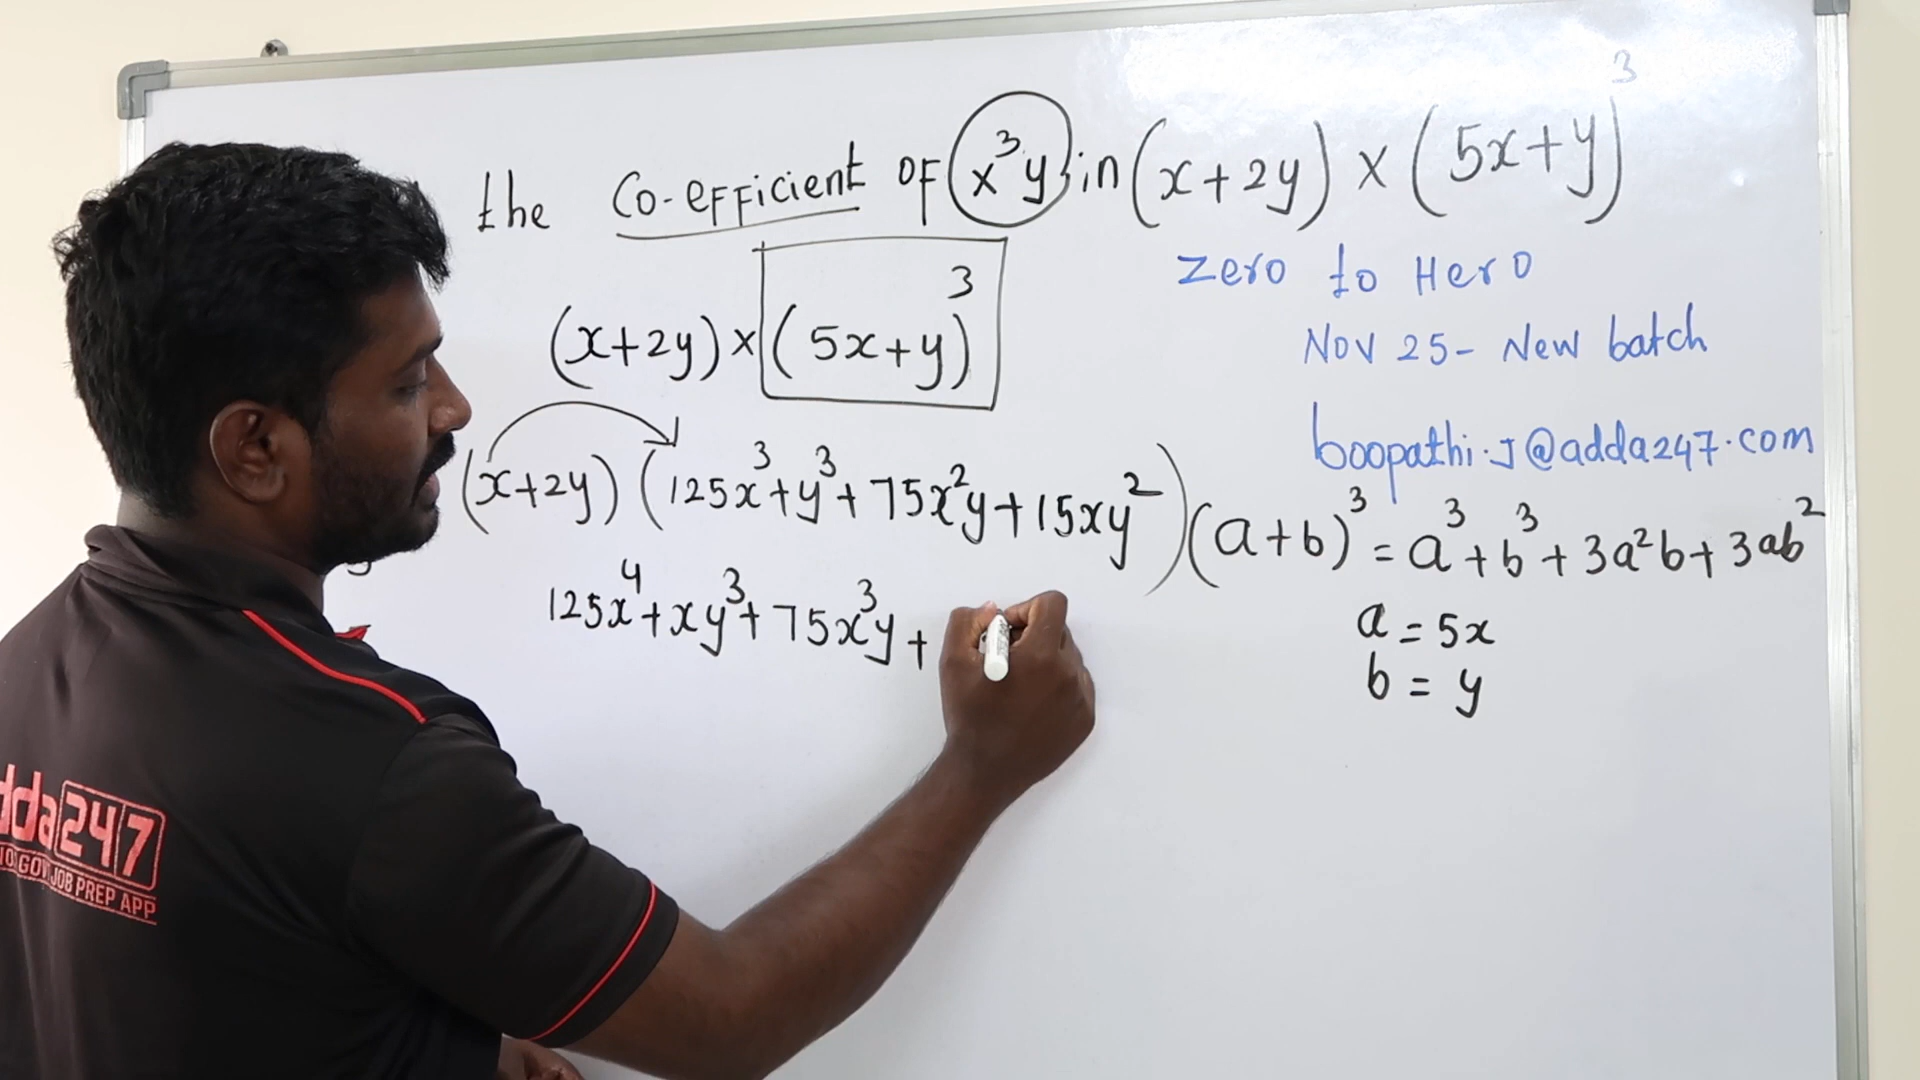 the Co-efficient of x³y in (x+2y) × (5x+y)³
Zero to Hero
(x+2y) × (5x+y)³
Nov 25 - New batch
boopathi.J@adda247.com
(x+2y) (125x³+y³+75x²y+15xy²)
(a+b)³ = a³+b³+3a²b+3ab²
125x⁴+xy³+75x³y+
a = 5x
b = y
dda247
GOV JOB PREP APP